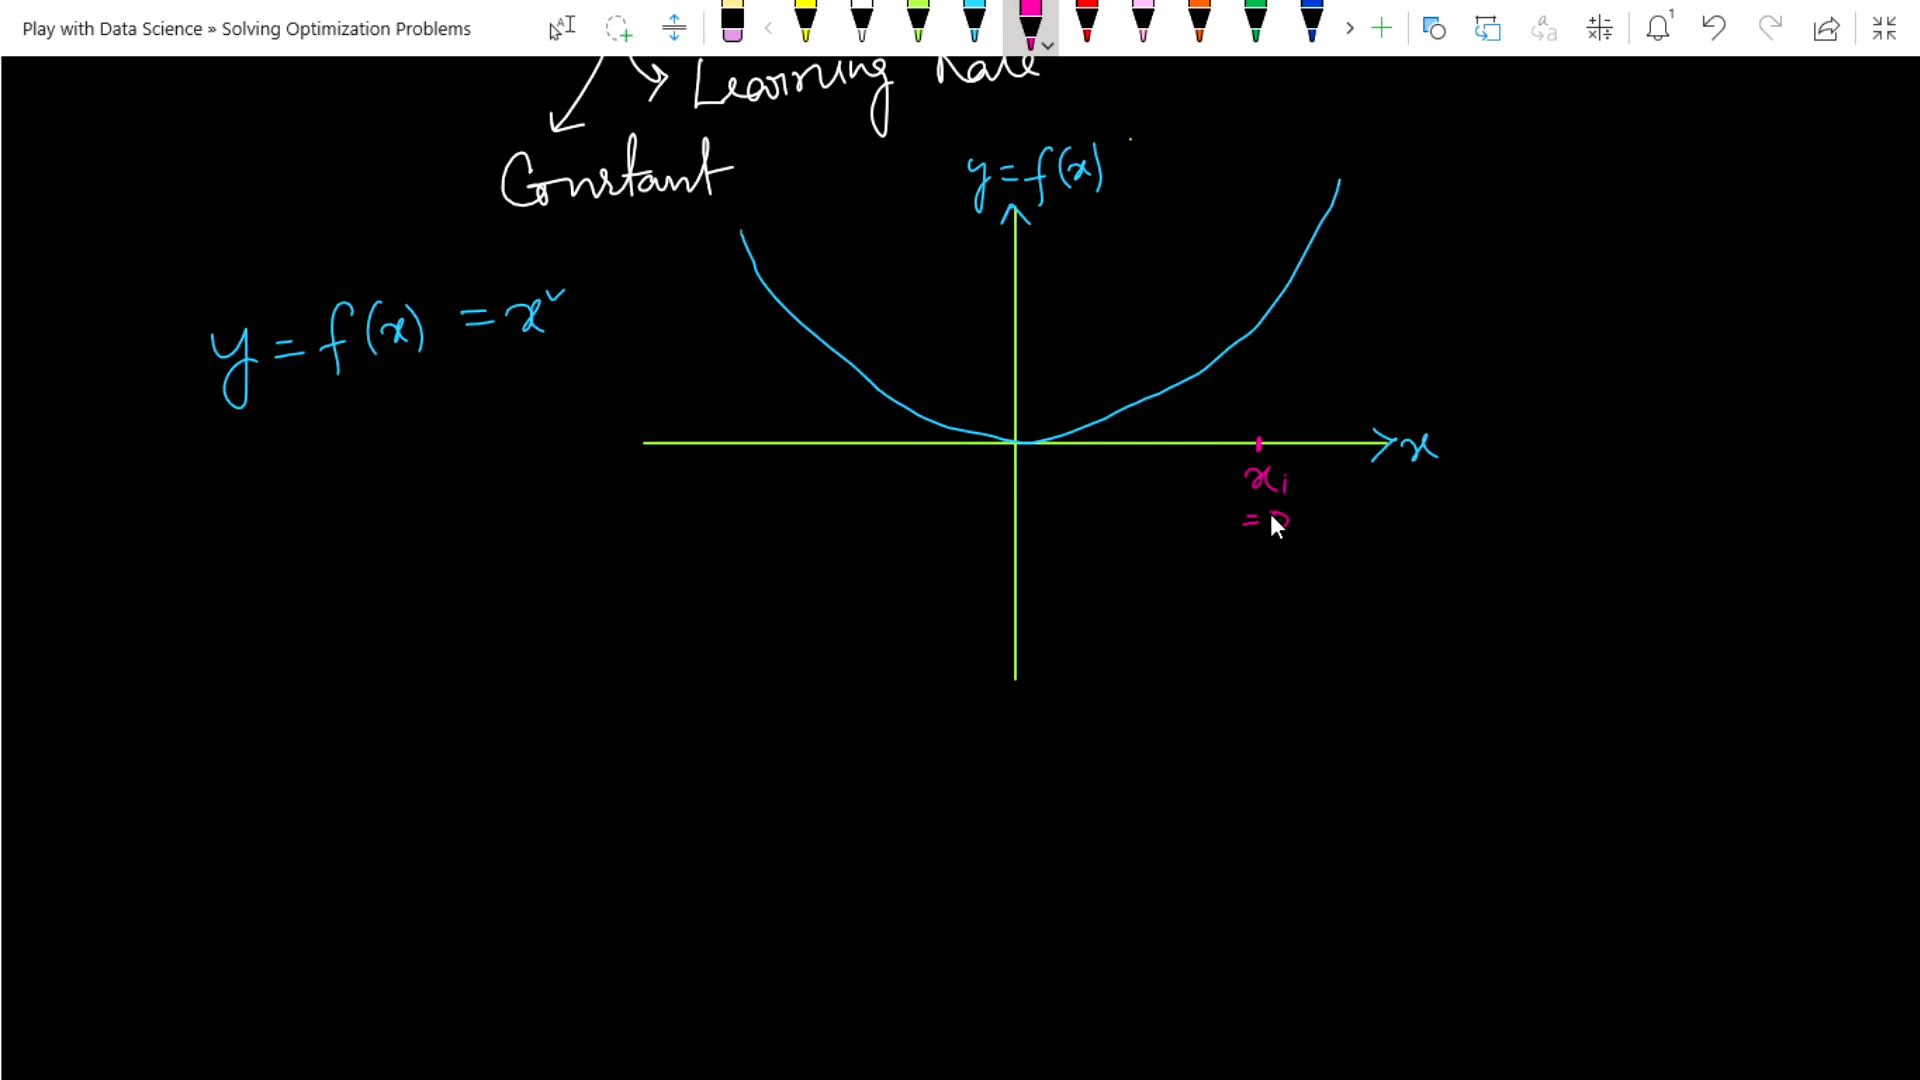 Play with Data Science » Solving Optimization Problems
Learning Rate
Constant
y = f(x)
y = f(x) = x²
x
xi
=